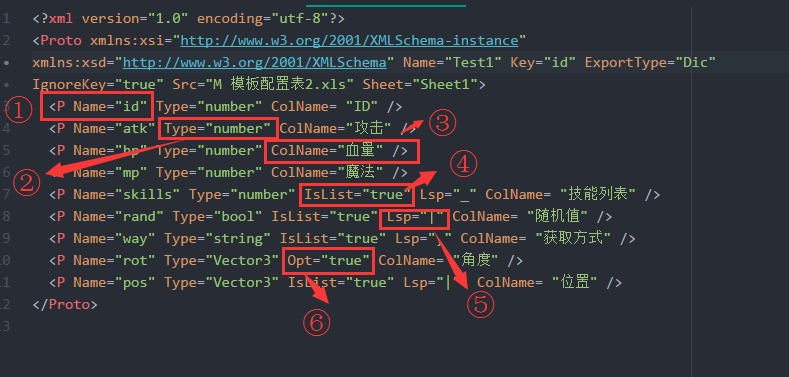 1 <?xml version="1.0" encoding="utf-8"?>
2 <Proto xmlns:xsi="http://www.w3.org/2001/XMLSchema-instance"
xmlns:xsd="http://www.w3.org/2001/XMLSchema" Name="Test1" Key="id" ExportType="Dic"
IgnoreKey="true" Src="M 模板配置表2.xls" Sheet="Sheet1">
① 3 <P Name="id" Type="number" ColName= "ID" />
4 <P Name="atk" Type="number" ColName= "攻击" /> ③
5 <P Name="hp" Type="number" ColName="血量" />
② 6 <P Name="mp" Type="number" ColName= "魔法" /> ④
7 <P Name="skills" Type="number" IsList="true" Lsp="_" ColName= "技能列表" />
8 <P Name="rand" Type="bool" IsList="true" Lsp="|" ColName= "随机值" />
9 <P Name="way" Type="string" IsList="true" ColName= "获取方式" />
10 <P Name="rot" Type="Vector3" Opt="true" ColName= "角度" />
11 <P Name="pos" Type="Vector3" IsList="true" Lsp="|" ColName= "位置" />
12 </Proto>
⑤
⑥
13